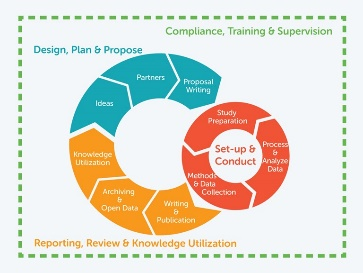 Compliance, Training & Supervision
Design, Plan & Propose
Partners
Proposal
Writing
Ideas
Study
Preparation
Set-up &
Conduct
Process
&
Analyze
Data
Methods
& Data
Collection
Knowledge
Utilization
Archiving &
Open Data
Writing &
Publication
Reporting, Review & Knowledge Utilization